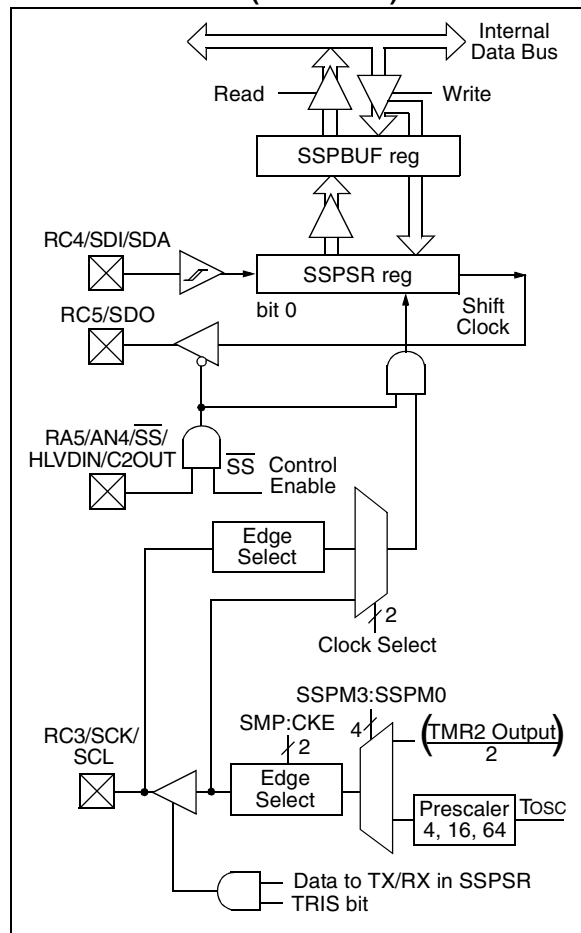 Internal
Data Bus
Read
Write
SSPBUF reg
RC4/SDI/SDA
SSPSR reg
bit 0
Shift
Clock
RC5/SDO
RA5/AN4/SS/
HLVDIN/C2OUT
SS
Control
Enable
Edge
Select
2
Clock Select
SSPM3:SSPM0
SMP:CKE
4
(TMR2 Output)
2
2
RC3/SCK/
SCL
Edge
Select
Prescaler
4, 16, 64
TOSC
Data to TX/RX in SSPSR
TRIS bit